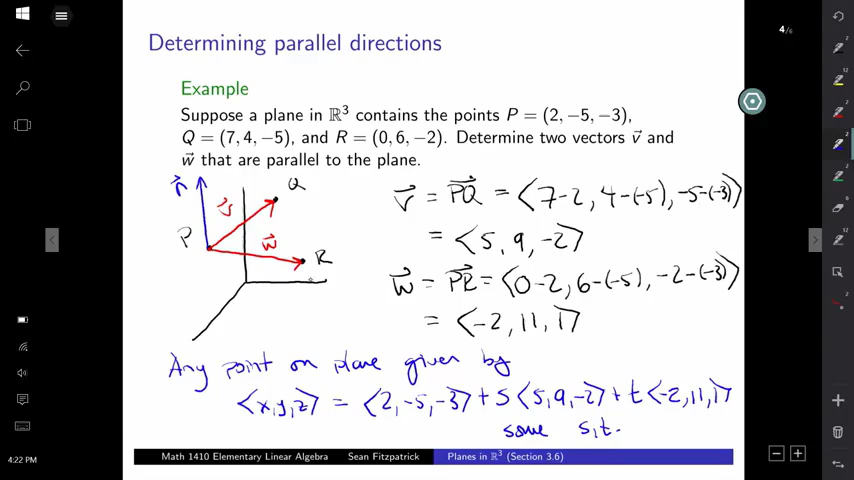 4/6
Determining parallel directions
Example
Suppose a plane in ℝ³ contains the points P = (2, −5, −3),
Q = (7, 4, −5), and R = (0, 6, −2). Determine two vectors v⃗ and
w⃗ that are parallel to the plane.
n⃗
Q
v⃗
P
w⃗
R
v⃗ = PQ⃗ = ⟨7-2, 4-(-5), -5-(-3)⟩
= ⟨5, 9, -2⟩
w⃗ = PR⃗ = ⟨0-2, 6-(-5), -2-(-3)⟩
= ⟨-2, 11, 1⟩
Any point on plane given by
⟨x,y,z⟩ = ⟨2,-5,-3⟩ + s⟨5,9,-2⟩ + t⟨-2,11,1⟩
some s,t.
4:22 PM
Math 1410 Elementary Linear Algebra Sean Fitzpatrick Planes in ℝ³ (Section 3.6)